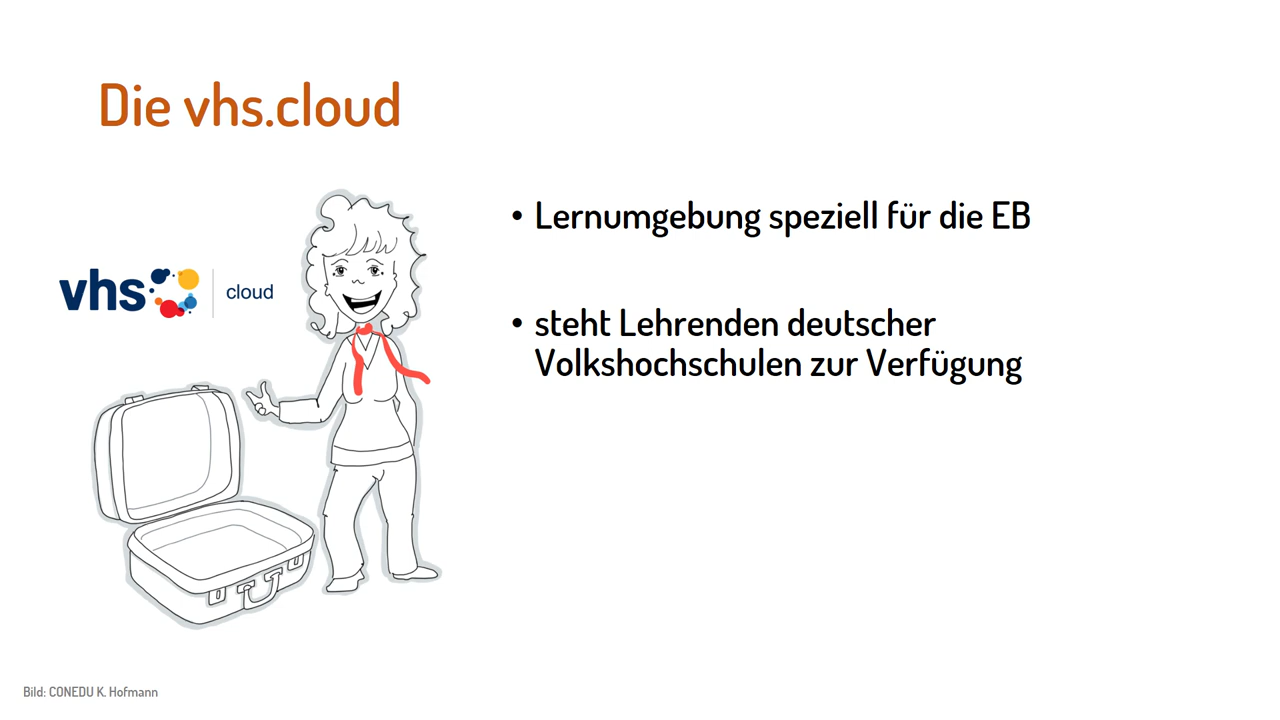 Die vhs.cloud
vhs cloud
• Lernumgebung speziell für die EB
• steht Lehrenden deutscher
Volkshochschulen zur Verfügung
Bild: CONEDU K. Hofmann